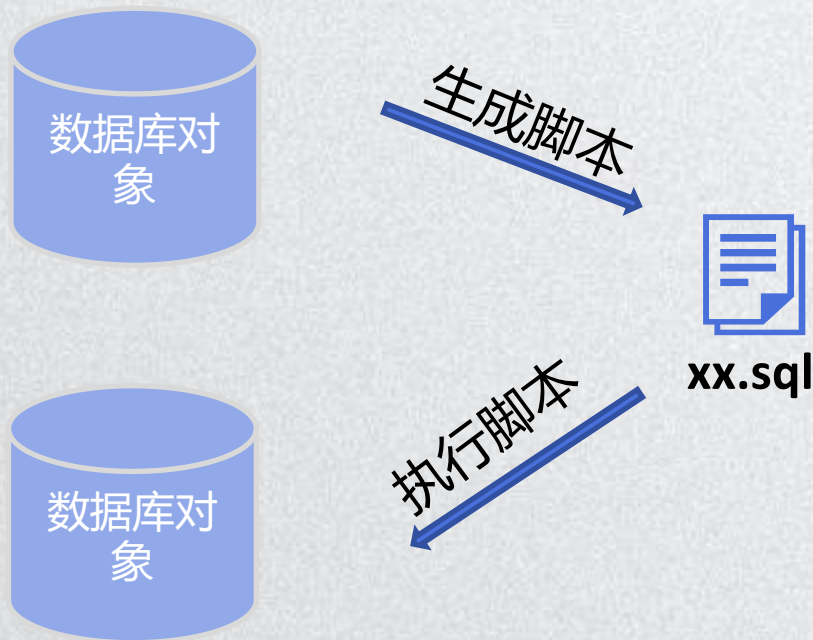 数据库对
象
生成脚本
xx.sql
执行脚本
数据库对
象